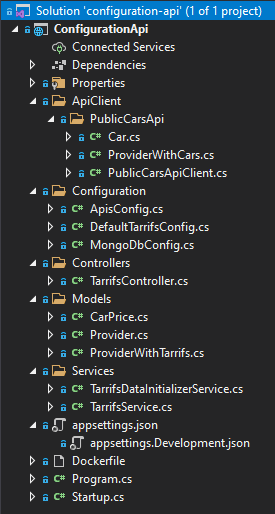 Solution 'configuration-api' (1 of 1 project)
ConfigurationApi
Connected Services
Dependencies
Properties
ApiClient
PublicCarsApi
C# Car.cs
C# ProviderWithCars.cs
C# PublicCarsApiClient.cs
Configuration
C# ApisConfig.cs
C# DefaultTarrifsConfig.cs
C# MongoDbConfig.cs
Controllers
C# TarrifsController.cs
Models
C# CarPrice.cs
C# Provider.cs
C# ProviderWithTarrifs.cs
Services
C# TarrifsDataInitializerService.cs
C# TarrifsService.cs
appsettings.json
appsettings.Development.json
Dockerfile
C# Program.cs
C# Startup.cs